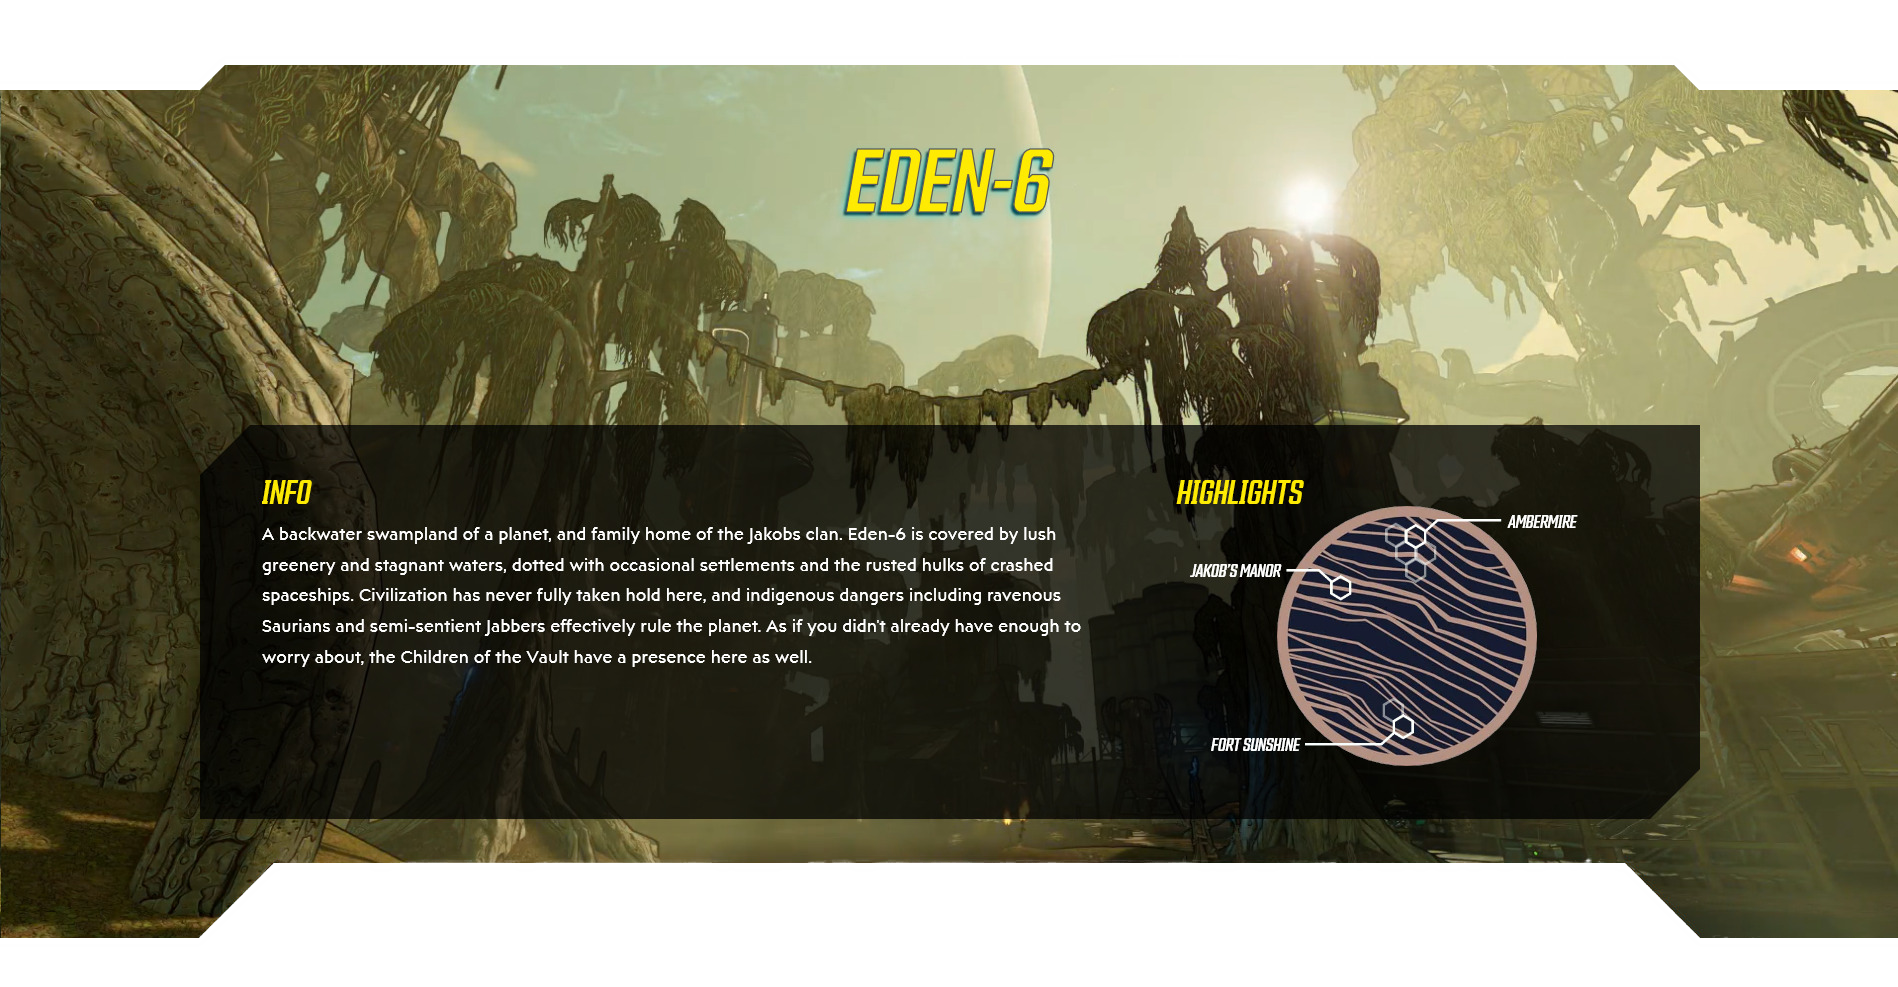 EDEN-6
INFO
A backwater swampland of a planet, and family home of the Jakobs clan. Eden-6 is covered by lush
greenery and stagnant waters, dotted with occasional settlements and the rusted hulks of crashed
spaceships. Civilization has never fully taken hold here, and indigenous dangers including ravenous
Saurians and semi-sentient Jabbers effectively rule the planet. As if you didn't already have enough to
worry about, the Children of the Vault have a presence here as well.
HIGHLIGHTS
AMBERMIRE
JAKOB'S MANOR
FORT SUNSHINE